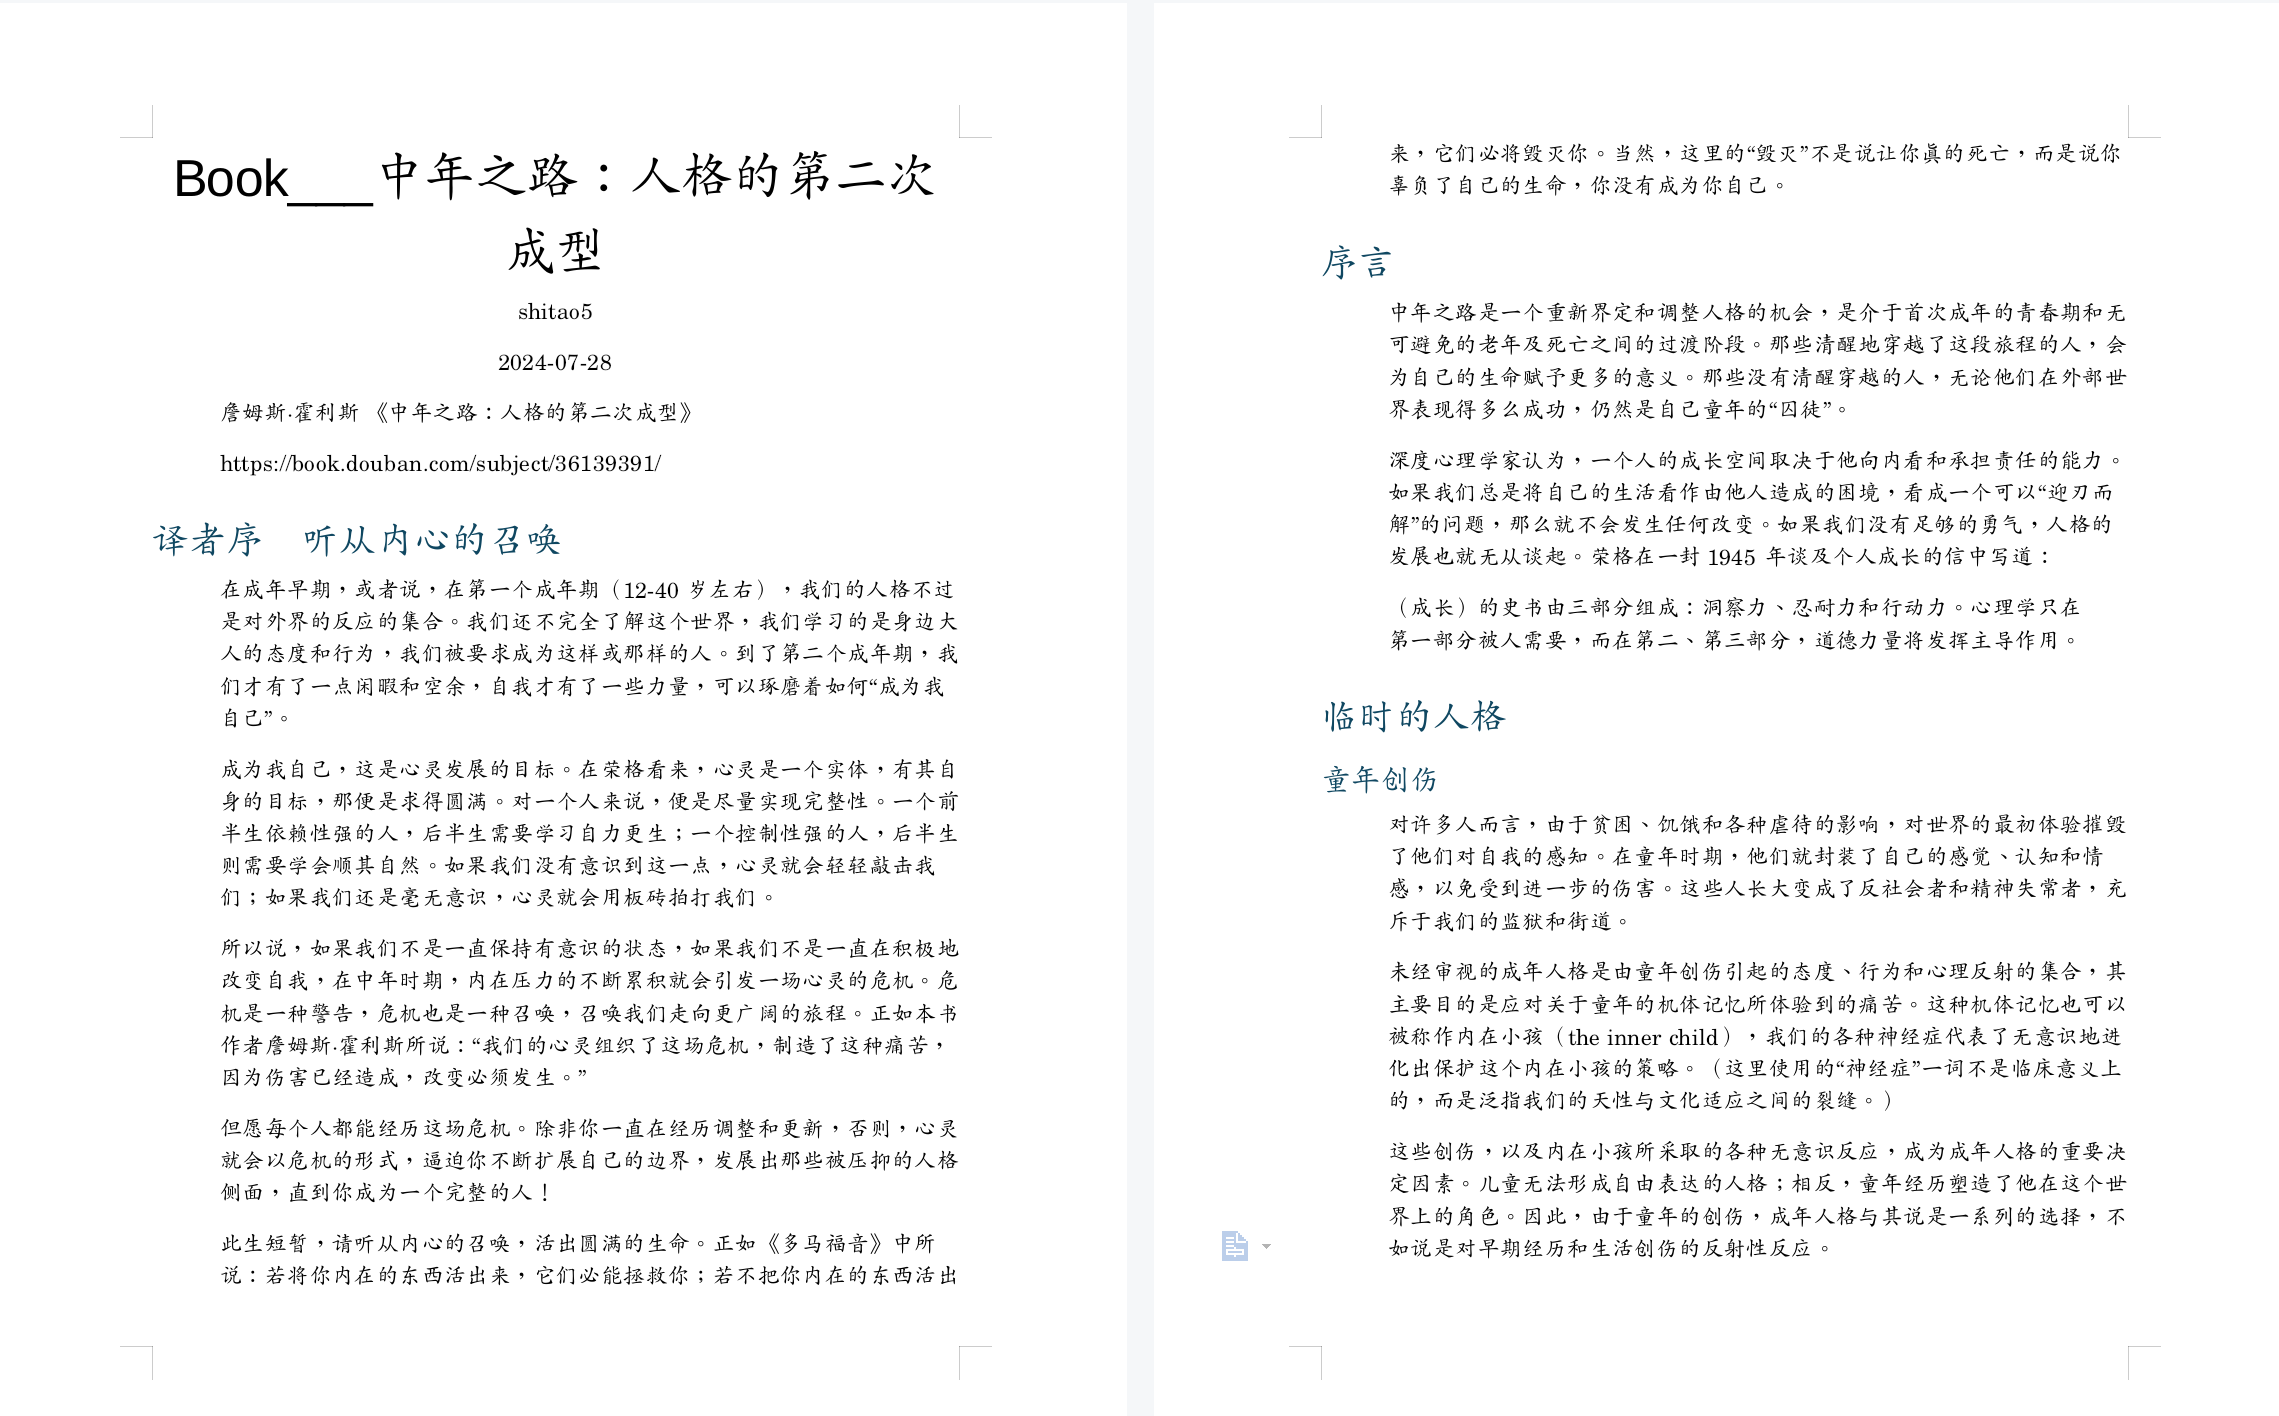 Book___中年之路：人格的第二次
成型
shitao5
2024-07-28
詹姆斯·霍利斯 《中年之路：人格的第二次成型》
https://book.douban.com/subject/36139391/
译者序　听从内心的召唤
在成年早期，或者说，在第一个成年期（12-40 岁左右），我们的人格不过
是对外界的反应的集合。我们还不完全了解这个世界，我们学习的是身边大
人的态度和行为，我们被要求成为这样或那样的人。到了第二个成年期，我
们才有了一点闲暇和空余，自我才有了一些力量，可以琢磨着如何“成为我
自己”。
成为我自己，这是心灵发展的目标。在荣格看来，心灵是一个实体，有其自
身的目标，那便是求得圆满。对一个人来说，便是尽量实现完整性。一个前
半生依赖性强的人，后半生需要学习自力更生；一个控制性强的人，后半生
则需要学会顺其自然。如果我们没有意识到这一点，心灵就会轻轻敲击我
们；如果我们还是毫无意识，心灵就会用板砖拍打我们。
所以说，如果我们不是一直保持有意识的状态，如果我们不是一直在积极地
改变自我，在中年时期，内在压力的不断累积就会引发一场心灵的危机。危
机是一种警告，危机也是一种召唤，召唤我们走向更广阔的旅程。正如本书
作者詹姆斯·霍利斯所说：“我们的心灵组织了这场危机，制造了这种痛苦，
因为伤害已经造成，改变必须发生。”
但愿每个人都能经历这场危机。除非你一直在经历调整和更新，否则，心灵
就会以危机的形式，逼迫你不断扩展自己的边界，发展出那些被压抑的人格
侧面，直到你成为一个完整的人！
此生短暂，请听从内心的召唤，活出圆满的生命。正如《多马福音》中所
说：若将你内在的东西活出来，它们必能拯救你；若不把你内在的东西活出
来，它们必将毁灭你。当然，这里的“毁灭”不是说让你真的死亡，而是说你
辜负了自己的生命，你没有成为你自己。
序言
中年之路是一个重新界定和调整人格的机会，是介于首次成年的青春期和无
可避免的老年及死亡之间的过渡阶段。那些清醒地穿越了这段旅程的人，会
为自己的生命赋予更多的意义。那些没有清醒穿越的人，无论他们在外部世
界表现得多么成功，仍然是自己童年的“囚徒”。
深度心理学家认为，一个人的成长空间取决于他向内看和承担责任的能力。
如果我们总是将自己的生活看作由他人造成的困境，看成一个可以“迎刃而
解”的问题，那么就不会发生任何改变。如果我们没有足够的勇气，人格的
发展也就无从谈起。荣格在一封 1945 年谈及个人成长的信中写道：
（成长）的史书由三部分组成：洞察力、忍耐力和行动力。心理学只在
第一部分被人需要，而在第二、第三部分，道德力量将发挥主导作用。
临时的人格
童年创伤
对许多人而言，由于贫困、饥饿和各种虐待的影响，对世界的最初体验摧毁
了他们对自我的感知。在童年时期，他们就封装了自己的感觉、认知和情
感，以免受到进一步的伤害。这些人长大变成了反社会者和精神失常者，充
斥于我们的监狱和街道。
未经审视的成年人格是由童年创伤引起的态度、行为和心理反射的集合，其
主要目的是应对关于童年的机体记忆所体验到的痛苦。这种机体记忆也可以
被称作内在小孩（the inner child），我们的各种神经症代表了无意识地进
化出保护这个内在小孩的策略。（这里使用的“神经症”一词不是临床意义上
的，而是泛指我们的天性与文化适应之间的裂缝。）
这些创伤，以及内在小孩所采取的各种无意识反应，成为成年人格的重要决
定因素。儿童无法形成自由表达的人格；相反，童年经历塑造了他在这个世
界上的角色。因此，由于童年的创伤，成年人格与其说是一系列的选择，不
如说是对早期经历和生活创伤的反射性反应。